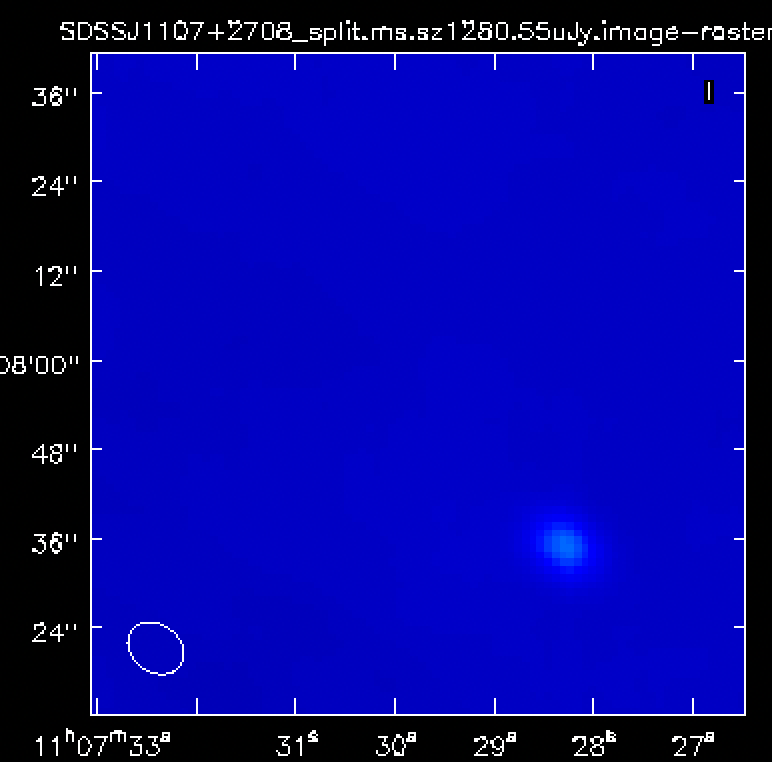 SDSSJ1107+2708_split.ms.sz1280.55uJy.image-raster
I
36"
24"
12"
08'00"
48"
36"
24"
11h07m33s 31s 30s 29s 28s 27s